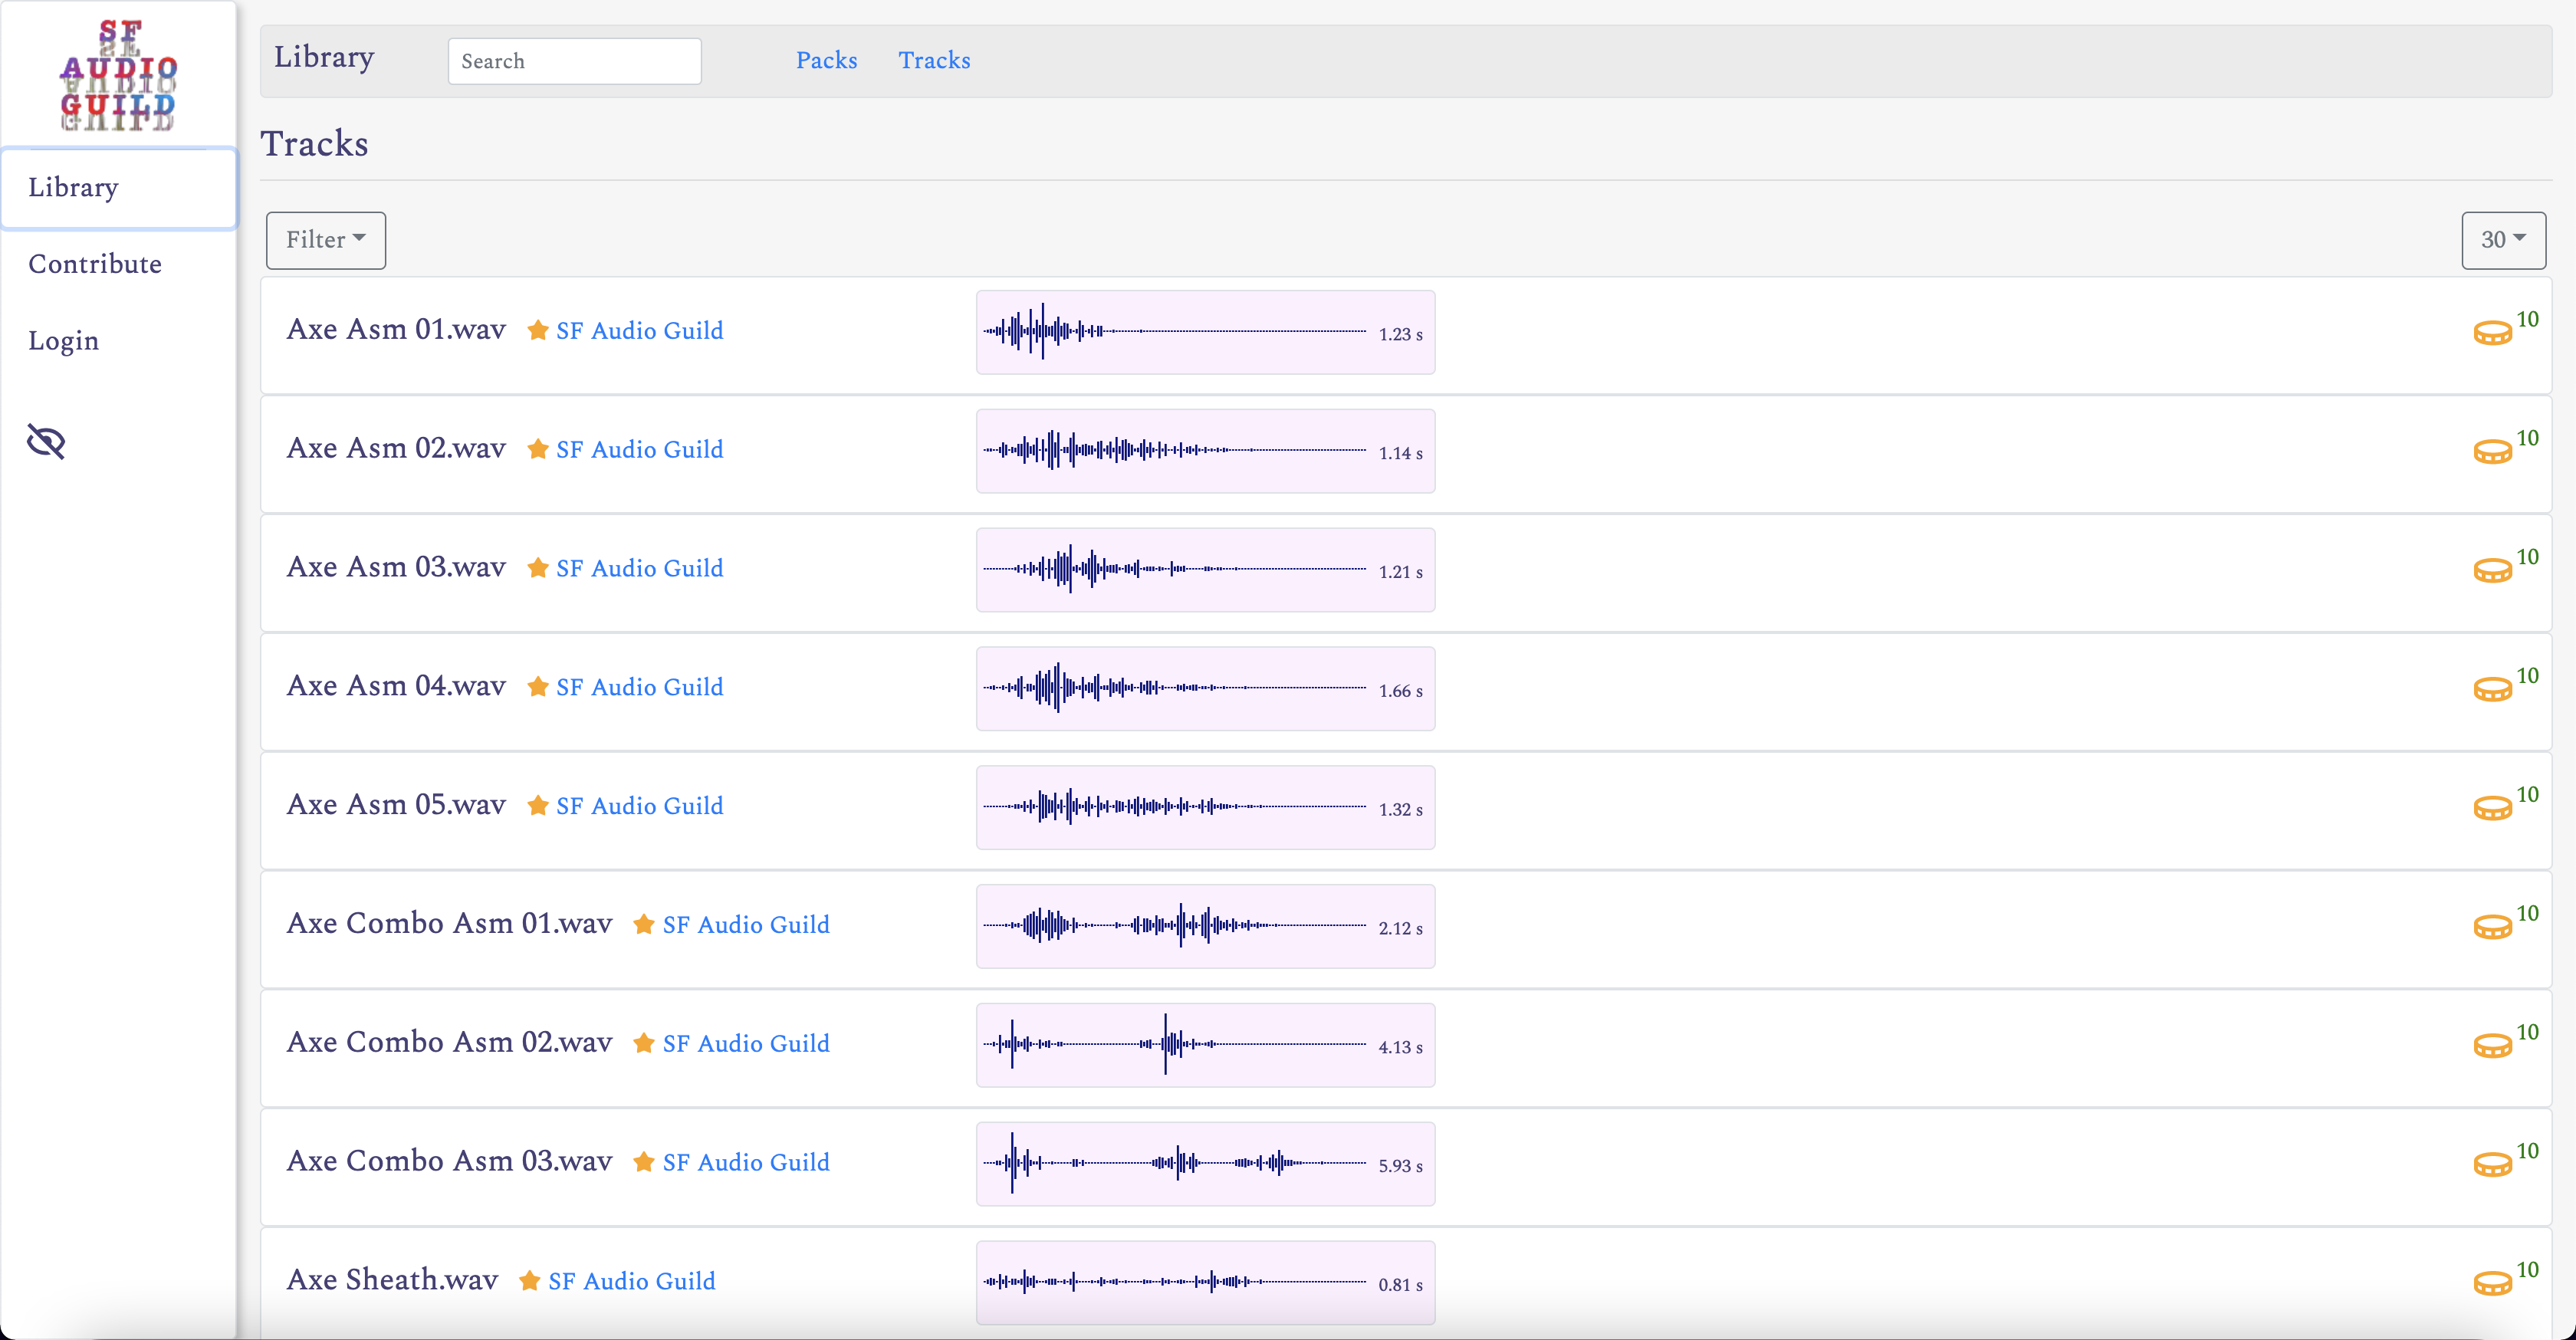 SF
AUDIO
GUILD
Library
Contribute
Login
Library Search Packs Tracks
Tracks
Filter 30
Axe Asm 01.wav SF Audio Guild 1.23 s 10
Axe Asm 02.wav SF Audio Guild 1.14 s 10
Axe Asm 03.wav SF Audio Guild 1.21 s 10
Axe Asm 04.wav SF Audio Guild 1.66 s 10
Axe Asm 05.wav SF Audio Guild 1.32 s 10
Axe Combo Asm 01.wav SF Audio Guild 2.12 s 10
Axe Combo Asm 02.wav SF Audio Guild 4.13 s 10
Axe Combo Asm 03.wav SF Audio Guild 5.93 s 10
Axe Sheath.wav SF Audio Guild 0.81 s 10